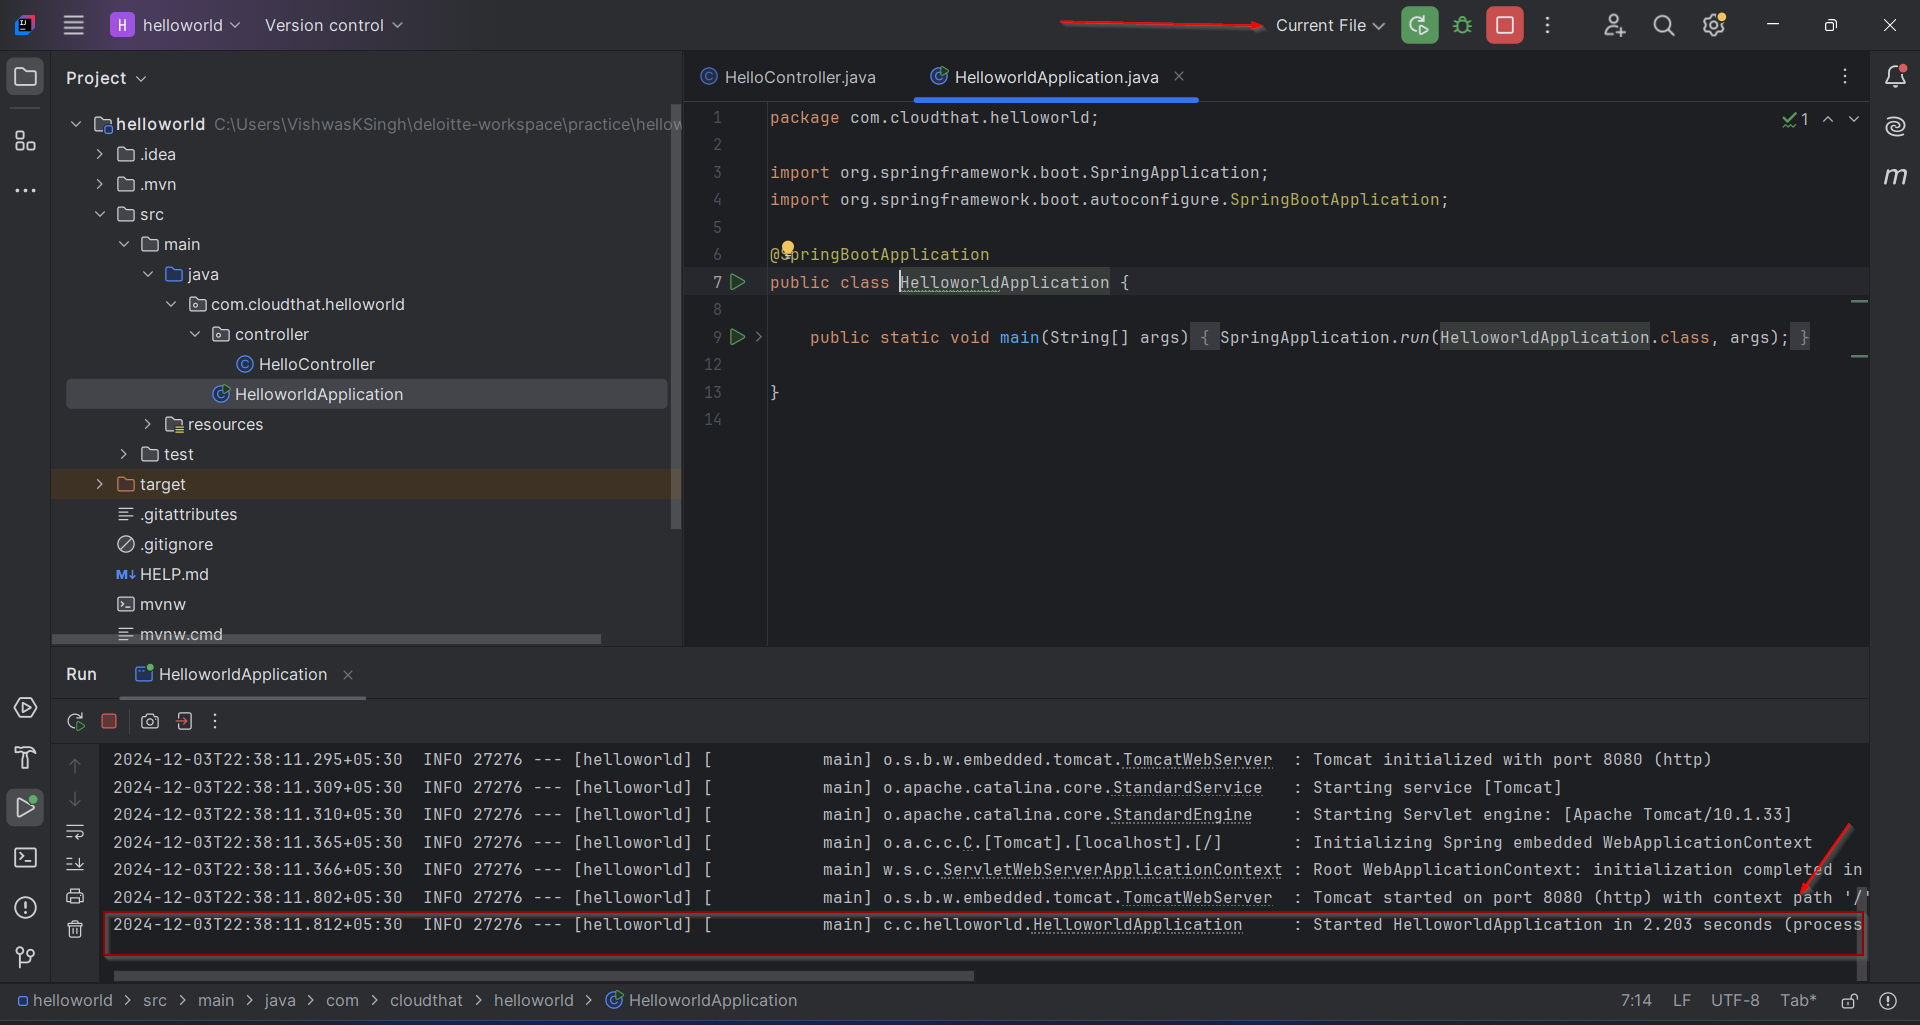 H helloworld Version control Current File
Project
helloworld C:\Users\VishwasKSingh\deloitte-workspace\practice\hellow
.idea
.mvn
src
main
java
com.cloudthat.helloworld
controller
HelloController
HelloworldApplication
resources
test
target
.gitattributes
.gitignore
M↓ HELP.md
mvnw
mvnw.cmd
HelloController.java HelloworldApplication.java
1 package com.cloudthat.helloworld;
2
3 import org.springframework.boot.SpringApplication;
4 import org.springframework.boot.autoconfigure.SpringBootApplication;
5
6 @SpringBootApplication
7 public class HelloworldApplication {
8
9 public static void main(String[] args) { SpringApplication.run(HelloworldApplication.class, args); }
12
13 }
14
1
m
Run HelloworldApplication
2024-12-03T22:38:11.295+05:30 INFO 27276 --- [helloworld] [ main] o.s.b.w.embedded.tomcat.TomcatWebServer : Tomcat initialized with port 8080 (http)
2024-12-03T22:38:11.309+05:30 INFO 27276 --- [helloworld] [ main] o.apache.catalina.core.StandardService : Starting service [Tomcat]
2024-12-03T22:38:11.310+05:30 INFO 27276 --- [helloworld] [ main] o.apache.catalina.core.StandardEngine : Starting Servlet engine: [Apache Tomcat/10.1.33]
2024-12-03T22:38:11.365+05:30 INFO 27276 --- [helloworld] [ main] o.a.c.c.C.[Tomcat].[localhost].[/] : Initializing Spring embedded WebApplicationContext
2024-12-03T22:38:11.366+05:30 INFO 27276 --- [helloworld] [ main] w.s.c.ServletWebServerApplicationContext : Root WebApplicationContext: initialization completed in
2024-12-03T22:38:11.802+05:30 INFO 27276 --- [helloworld] [ main] o.s.b.w.embedded.tomcat.TomcatWebServer : Tomcat started on port 8080 (http) with context path '/'
2024-12-03T22:38:11.812+05:30 INFO 27276 --- [helloworld] [ main] c.c.helloworld.HelloworldApplication : Started HelloworldApplication in 2.203 seconds (process
helloworld > src > main > java > com > cloudthat > helloworld > HelloworldApplication 7:14 LF UTF-8 Tab*